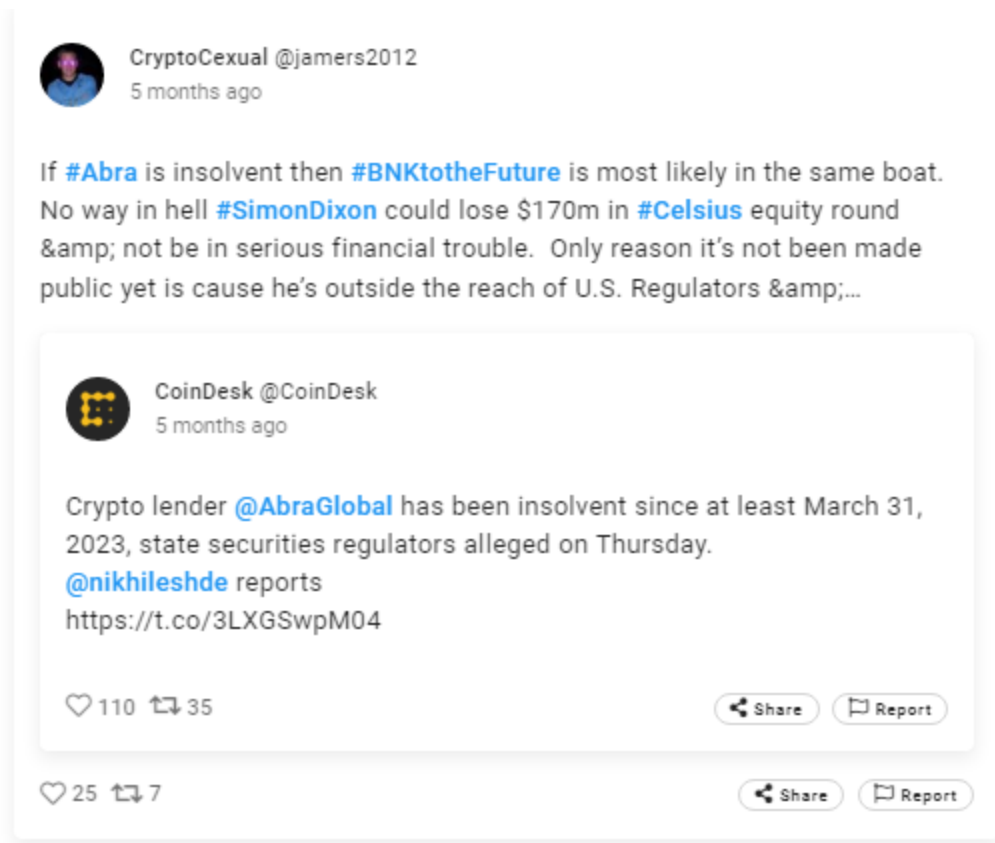 CryptoCexual @jamers2012
5 months ago
If #Abra is insolvent then #BNKtotheFuture is most likely in the same boat.
No way in hell #SimonDixon could lose $170m in #Celsius equity round
&amp; not be in serious financial trouble.  Only reason it’s not been made
public yet is cause he’s outside the reach of U.S. Regulators &amp;…
CoinDesk @CoinDesk
5 months ago
Crypto lender @AbraGlobal has been insolvent since at least March 31,
2023, state securities regulators alleged on Thursday.
@nikhileshde reports
https://t.co/3LXGSwpM04
110 35 Share Report
25 7 Share Report